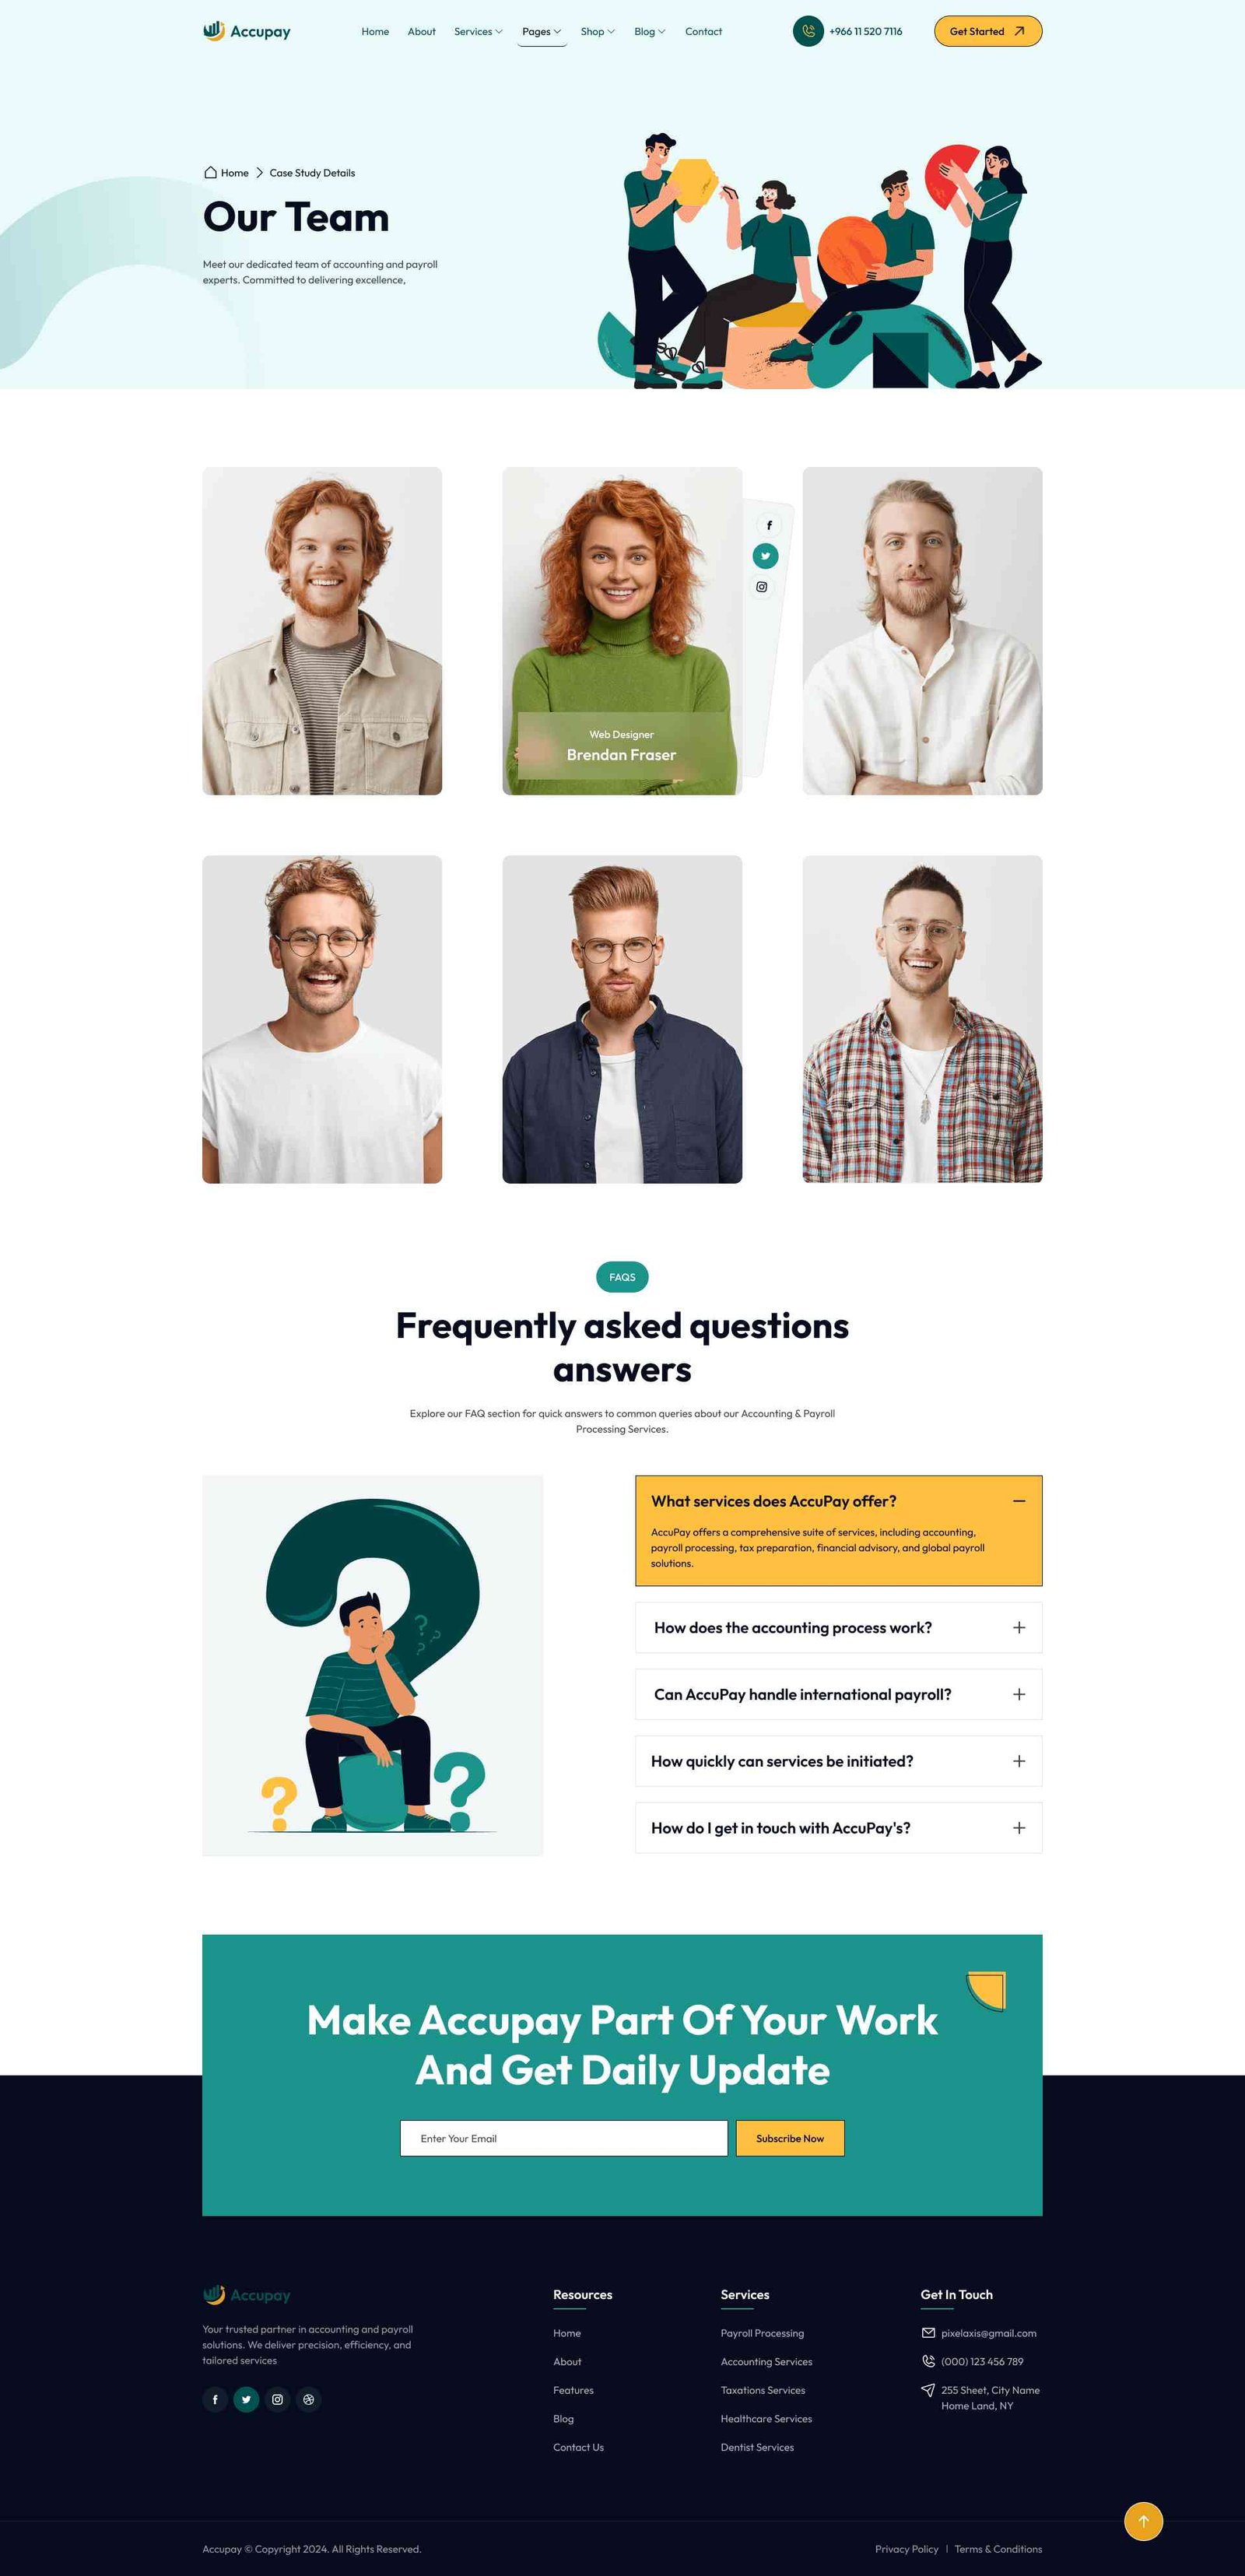 Accupay
Home
About
Services
Pages
Shop
Blog
Contact
+966 11 520 7116
Get Started
Home
Case Study Details
Our Team
Meet our dedicated team of accounting and payroll
experts. Committed to delivering excellence,
Web Designer
Brendan Fraser
FAQS
Frequently asked questions
answers
Explore our FAQ section for quick answers to common queries about our Accounting & Payroll
Processing Services.
What services does AccuPay offer?
AccuPay offers a comprehensive suite of services, including accounting,
payroll processing, tax preparation, financial advisory, and global payroll
solutions.
How does the accounting process work?
Can AccuPay handle international payroll?
How quickly can services be initiated?
How do I get in touch with AccuPay's?
Make Accupay Part Of Your Work
And Get Daily Update
Enter Your Email
Subscribe Now
Accupay
Your trusted partner in accounting and payroll
solutions. We deliver precision, efficiency, and
tailored services
Resources
Home
About
Features
Blog
Contact Us
Services
Payroll Processing
Accounting Services
Taxations Services
Healthcare Services
Dentist Services
Get In Touch
pixelaxis@gmail.com
(000) 123 456 789
255 Sheet, City Name
Home Land, NY
Accupay © Copyright 2024. All Rights Reserved.
Privacy Policy | Terms & Conditions